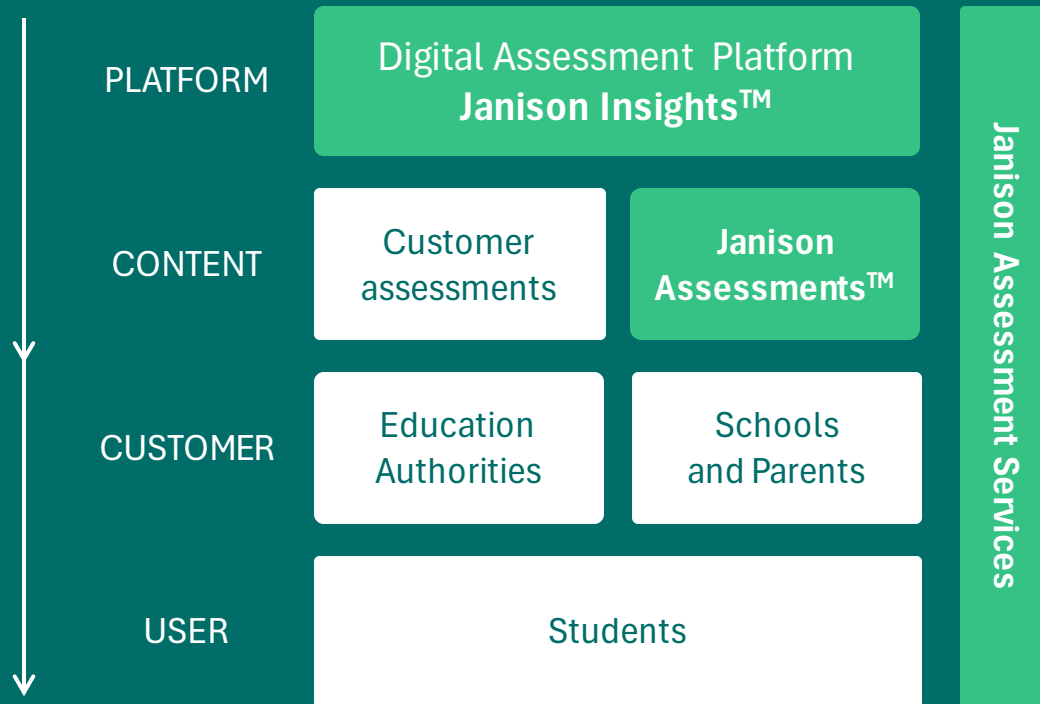 PLATFORM
Digital Assessment Platform
Janison Insights™
CONTENT
Customer
assessments
Janison
Assessments™
CUSTOMER
Education
Authorities
Schools
and Parents
USER
Students
Janison Assessment Services